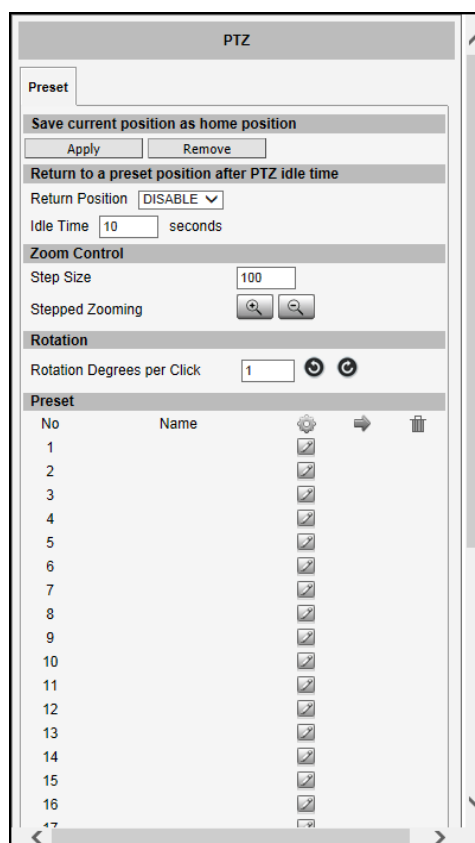 PTZ
Preset
Save current position as home position
Apply Remove
Return to a preset position after PTZ idle time
Return Position DISABLE
Idle Time 10 seconds
Zoom Control
Step Size 100
Stepped Zooming
Rotation
Rotation Degrees per Click 1
Preset
No Name
1
2
3
4
5
6
7
8
9
10
11
12
13
14
15
16
17